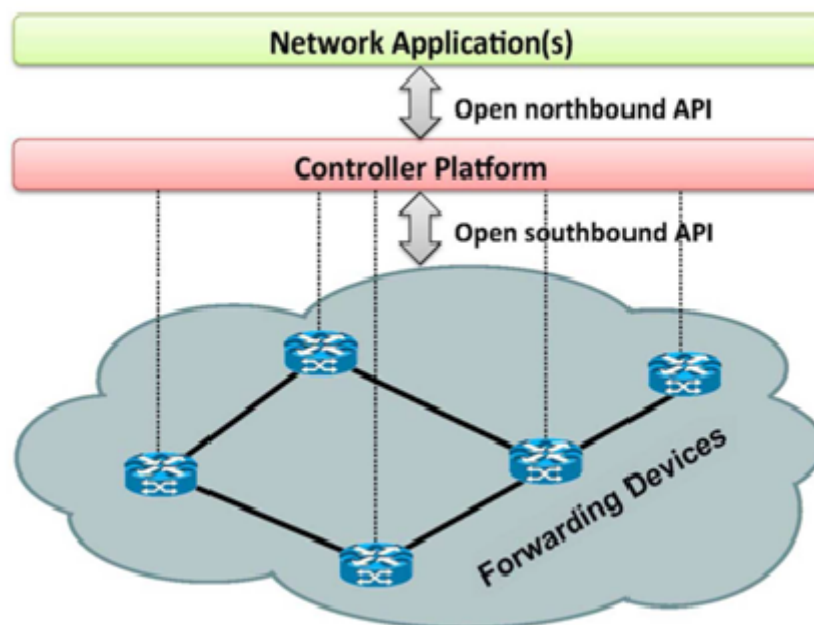 Network Application(s)
Open northbound API
Controller Platform
Open southbound API
Forwarding Devices